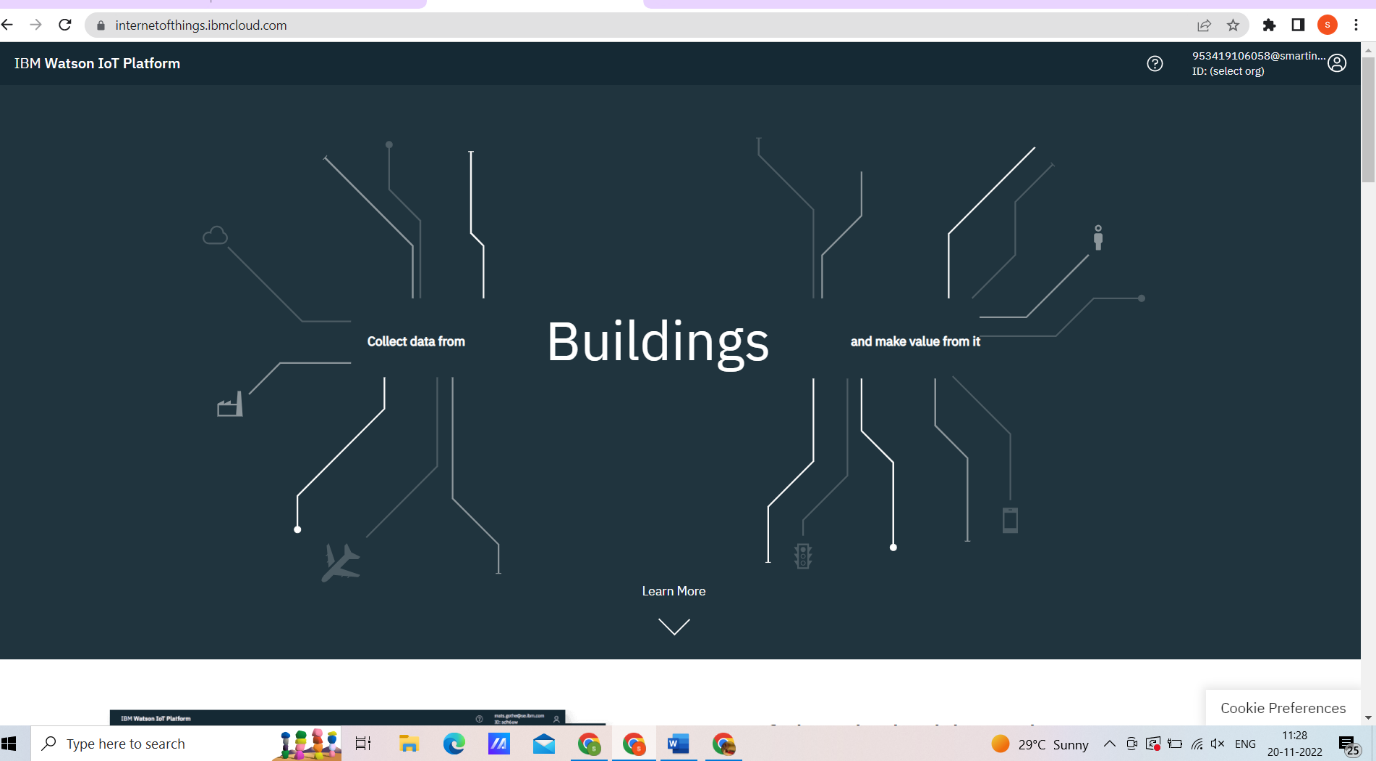 internetofthings.ibmcloud.com
S
IBM Watson IoT Platform
953419106058@smartin...
ID: (select org)
Collect data from
Buildings
and make value from it
Learn More
IBM Watson IoT Platform
Cookie Preferences
Type here to search
S
S
W
29°C Sunny
ENG
11:28
20-11-2022
25